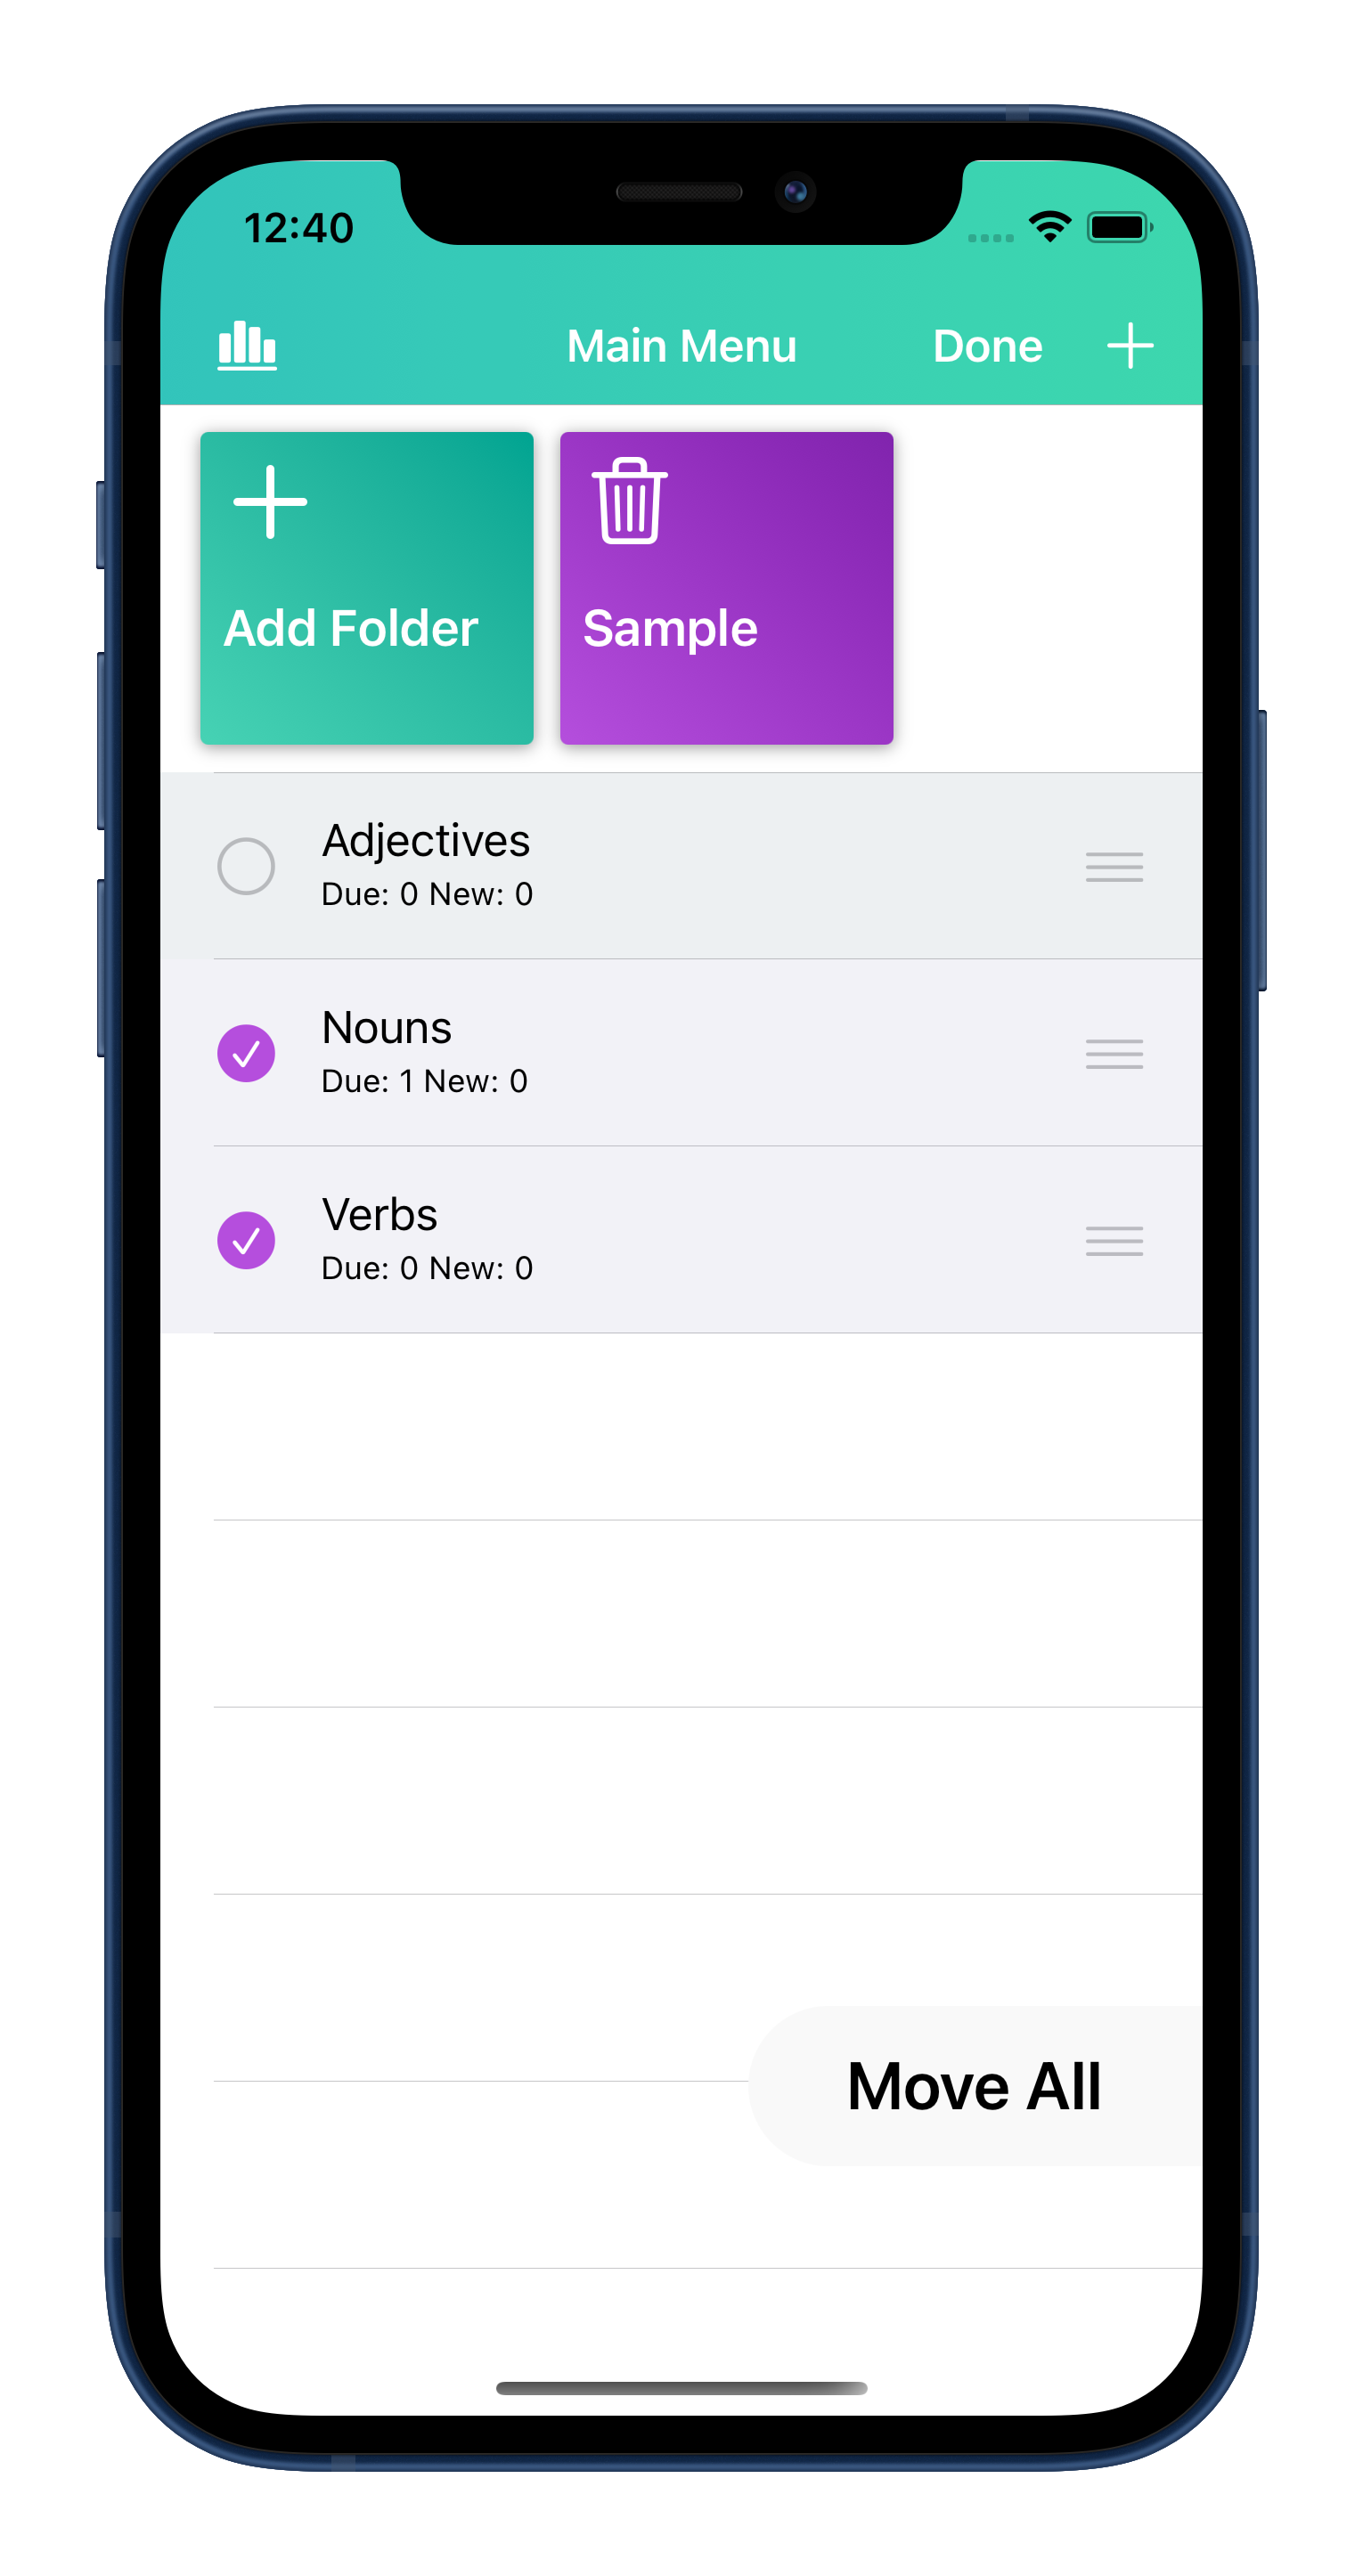 12:40
Main Menu
Done
Add Folder
Sample
Adjectives
Due: 0 New: 0
Nouns
Due: 1 New: 0
Verbs
Due: 0 New: 0
Move All